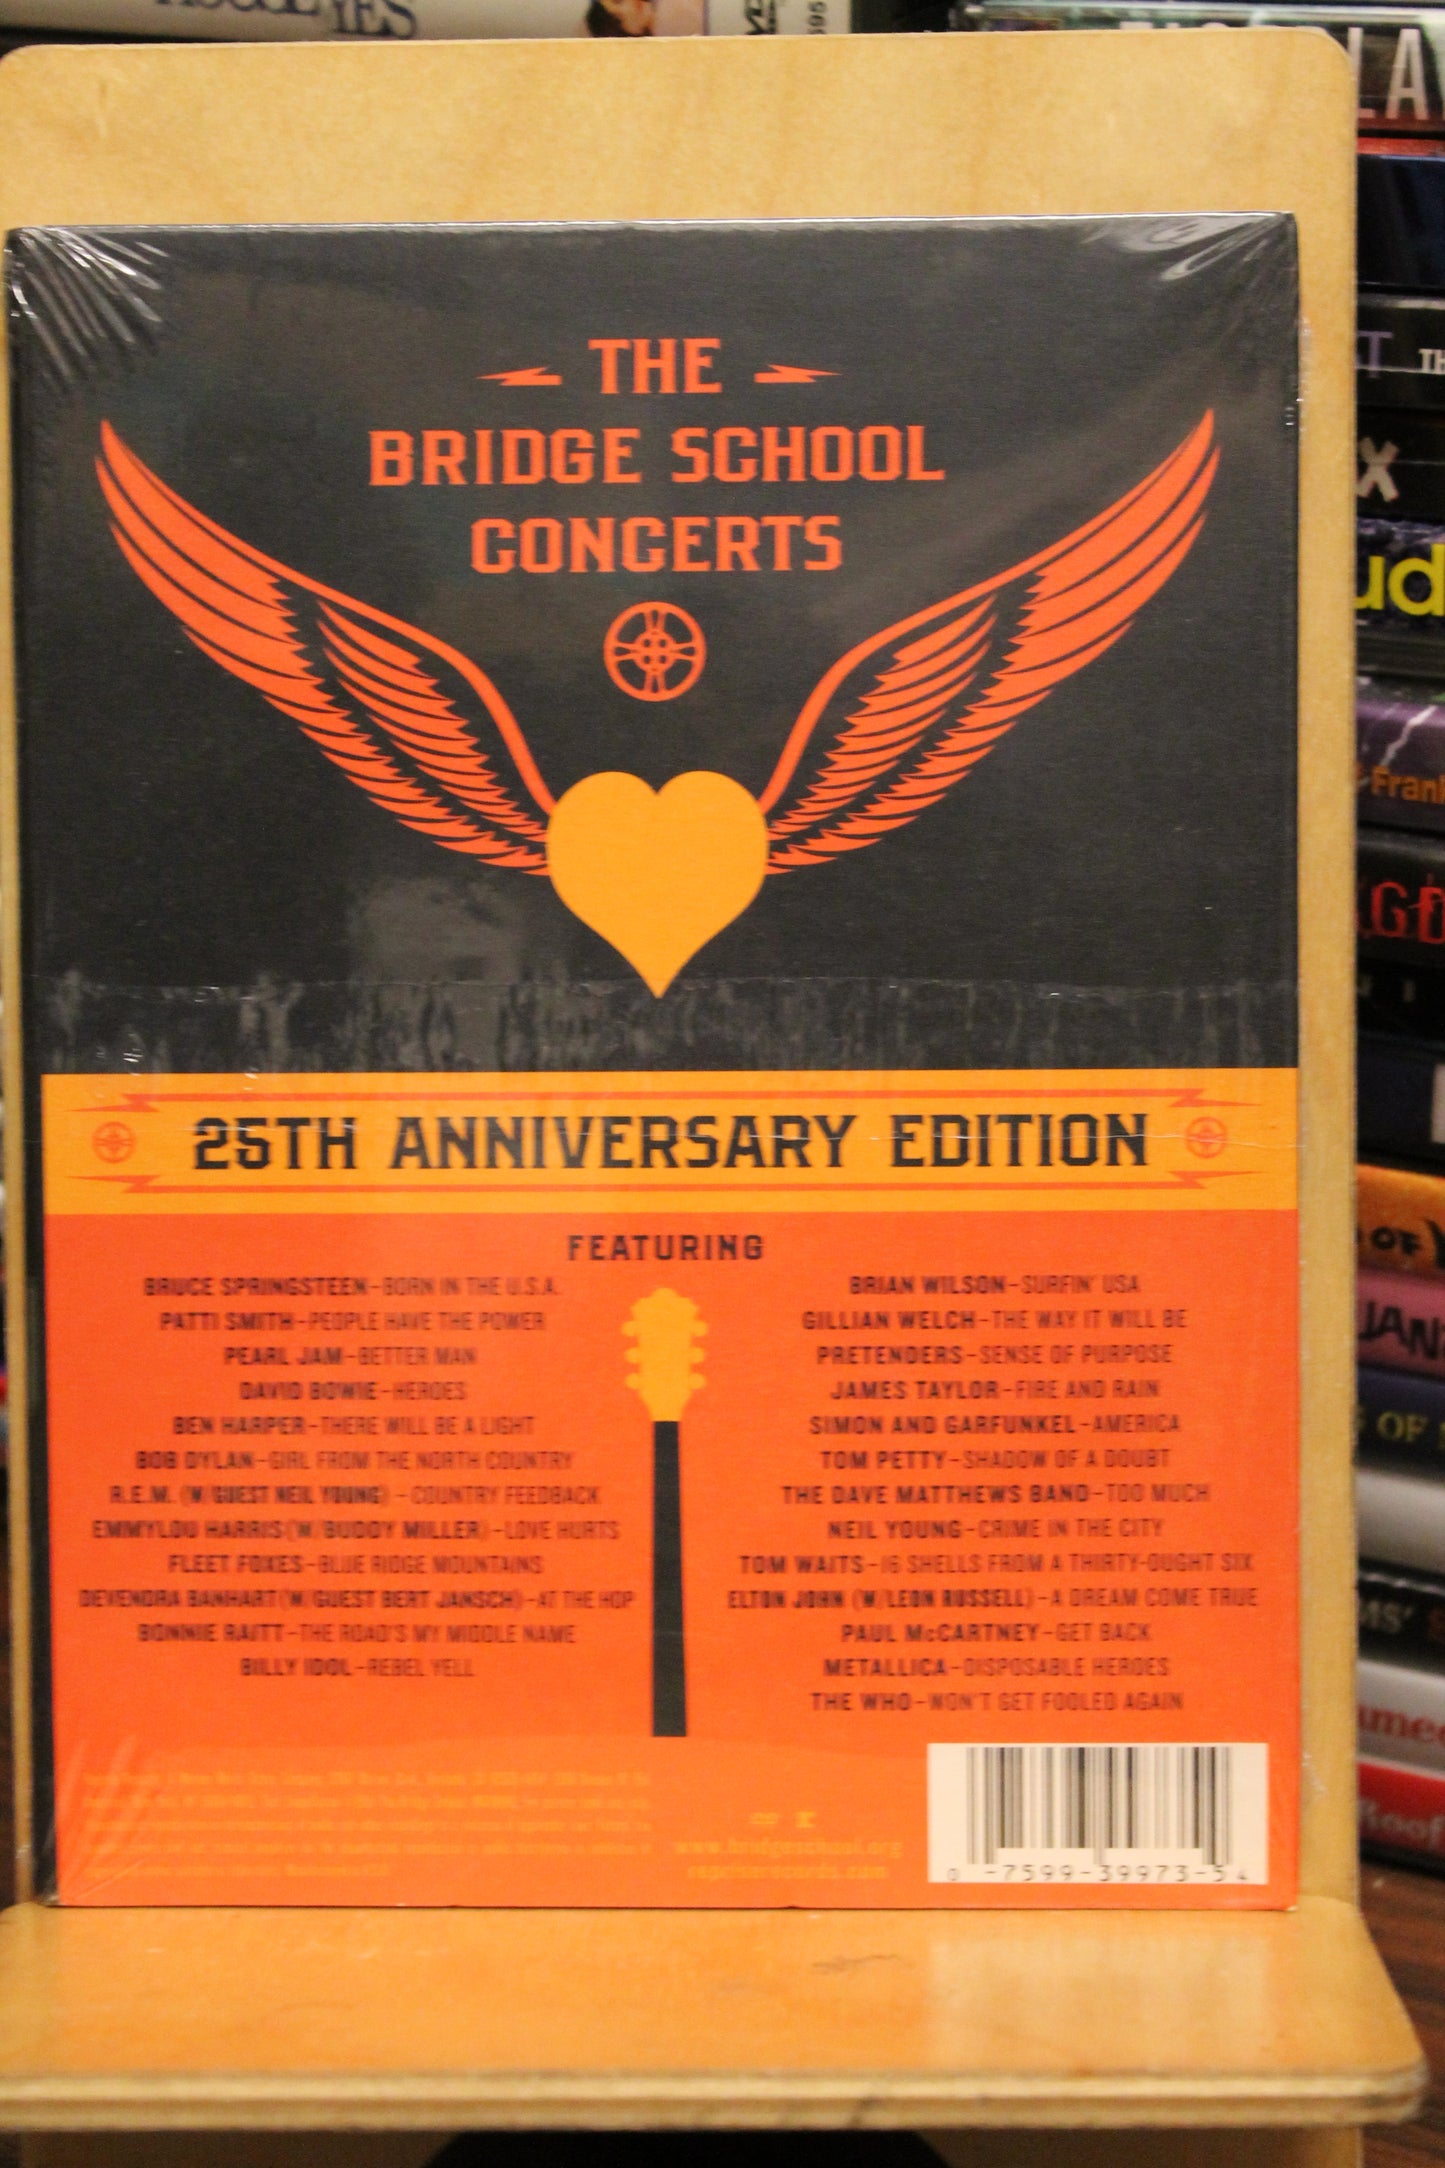 THE
BRIDGE SCHOOL
CONCERTS
25TH ANNIVERSARY EDITION
FEATURING
BRUCE SPRINGSTEEN-BORN IN THE U.S.A.
PATTI SMITH-PEOPLE HAVE THE POWER
PEARL JAM-BETTER MAN
DAVID BOWIE-HEROES
BEN HARPER-THERE WILL BE A LIGHT
BOB DYLAN-GIRL FROM THE NORTH COUNTRY
R.E.M. (W/GUEST NEIL YOUNG) -COUNTRY FEEDBACK
EMMYLOU HARRIS(W/BUDDY MILLER)-LOVE HURTS
FLEET FOXES-BLUE RIDGE MOUNTAINS
DEVENDRA BANHART(W/GUEST BERT JANSCH)-AT THE HOP
BONNIE RAITT-THE ROAD'S MY MIDDLE NAME
BILLY IDOL-REBEL YELL
BRIAN WILSON-SURFIN' USA
GILLIAN WELCH-THE WAY IT WILL BE
PRETENDERS-SENSE OF PURPOSE
JAMES TAYLOR-FIRE AND RAIN
SIMON AND GARFUNKEL-AMERICA
TOM PETTY-SHADOW OF A DOUBT
THE DAVE MATTHEWS BAND-TOO MUCH
NEIL YOUNG-CRIME IN THE CITY
TOM WAITS-16 SHELLS FROM A THIRTY-OUGHT SIX
ELTON JOHN (W/LEON RUSSELL)-A DREAM COME TRUE
PAUL McCARTNEY-GET BACK
METALLICA-DISPOSABLE HEROES
THE WHO-WON'T GET FOOLED AGAIN
www.bridgeschool.org
repriserecords.com
0 -7599-39973-5 4
OF